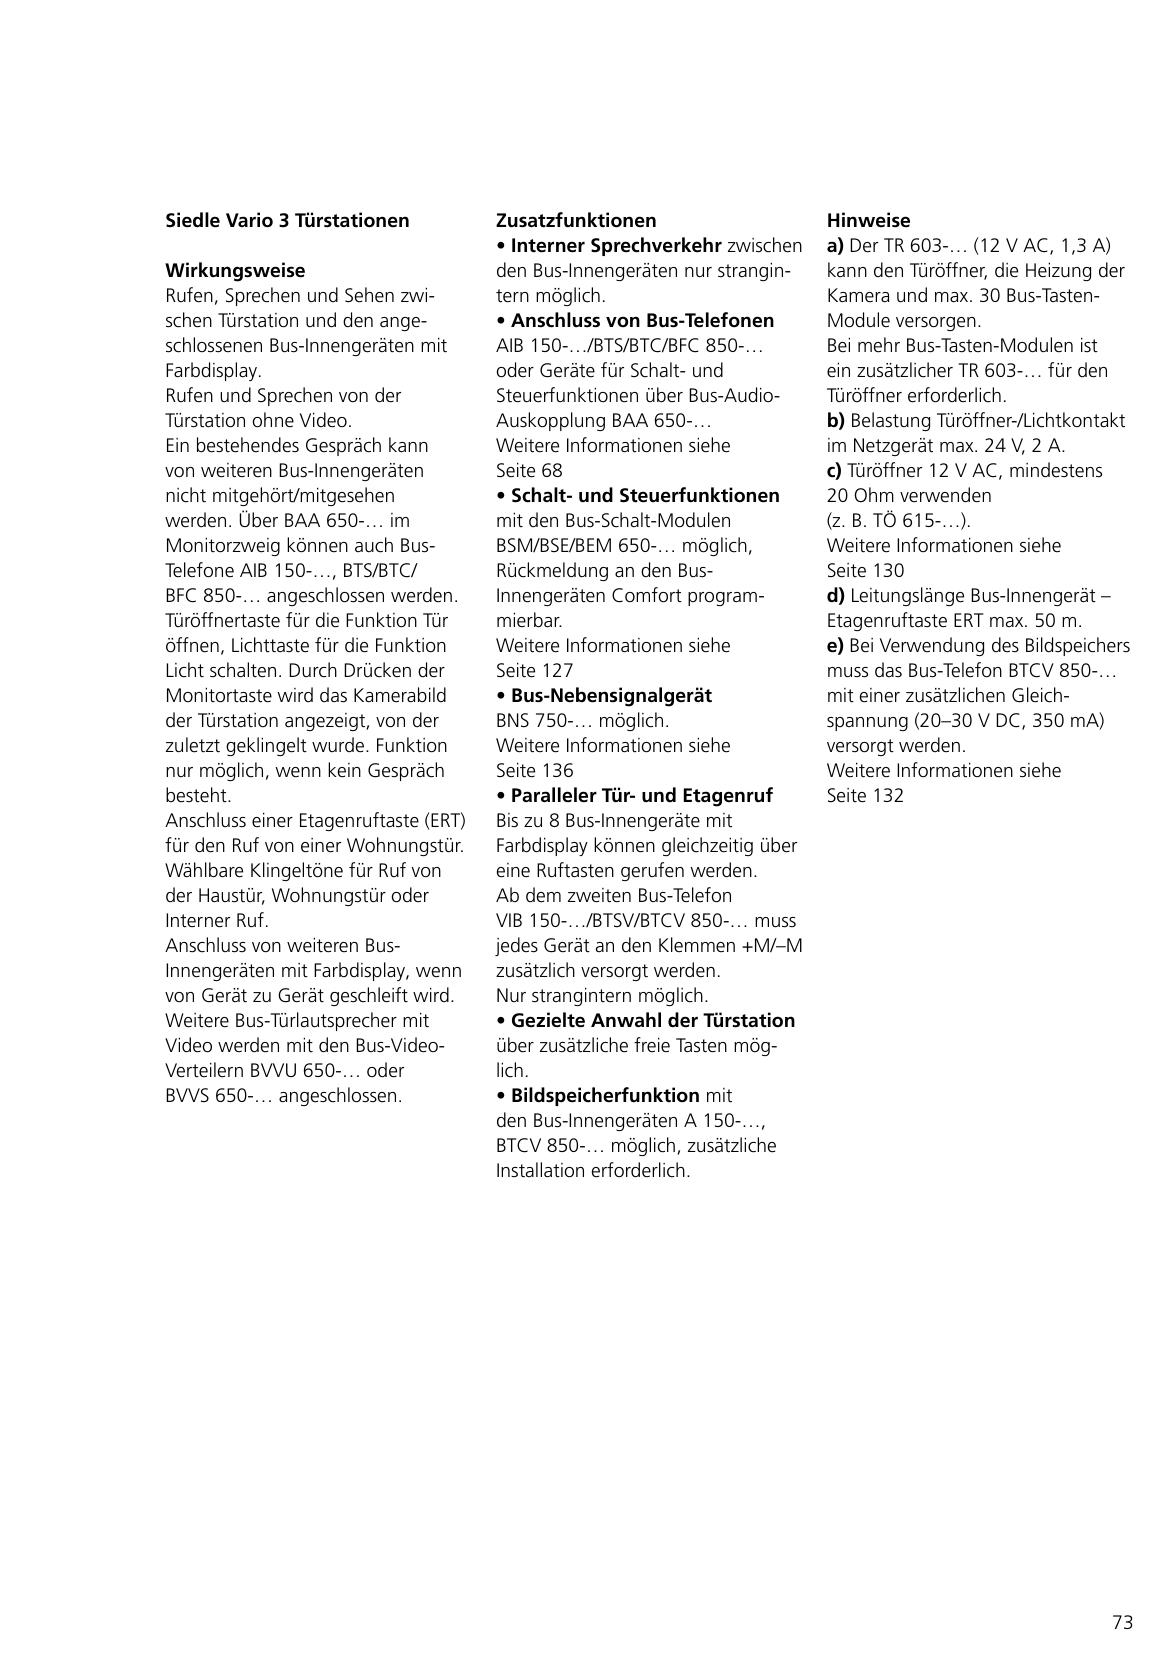 Siedle Vario 3 Türstationen
Wirkungsweise
Rufen, Sprechen und Sehen zwi-
schen Türstation und den ange-
schlossenen Bus-Innengeräten mit
Farbdisplay.
Rufen und Sprechen von der
Türstation ohne Video.
Ein bestehendes Gespräch kann
von weiteren Bus-Innengeräten
nicht mitgehört/mitgesehen
werden. Über BAA 650-… im
Monitorzweig können auch Bus-
Telefone AIB 150-…, BTS/BTC/
BFC 850-… angeschlossen werden.
Türöffnertaste für die Funktion Tür
öffnen, Lichttaste für die Funktion
Licht schalten. Durch Drücken der
Monitortaste wird das Kamerabild
der Türstation angezeigt, von der
zuletzt geklingelt wurde. Funktion
nur möglich, wenn kein Gespräch
besteht.
Anschluss einer Etagenruftaste (ERT)
für den Ruf von einer Wohnungstür.
Wählbare Klingeltöne für Ruf von
der Haustür, Wohnungstür oder
Interner Ruf.
Anschluss von weiteren Bus-
Innengeräten mit Farbdisplay, wenn
von Gerät zu Gerät geschleift wird.
Weitere Bus-Türlautsprecher mit
Video werden mit den Bus-Video-
Verteilern BVVU 650-… oder
BVVS 650-… angeschlossen.
Zusatzfunktionen
• Interner Sprechverkehr zwischen
den Bus-Innengeräten nur strangin-
tern möglich.
• Anschluss von Bus-Telefonen
AIB 150-…/BTS/BTC/BFC 850-…
oder Geräte für Schalt- und
Steuerfunktionen über Bus-Audio-
Auskopplung BAA 650-…
Weitere Informationen siehe
Seite 68
• Schalt- und Steuerfunktionen
mit den Bus-Schalt-Modulen
BSM/BSE/BEM 650-… möglich,
Rückmeldung an den Bus-
Innengeräten Comfort program-
mierbar.
Weitere Informationen siehe
Seite 127
• Bus-Nebensignalgerät
BNS 750-… möglich.
Weitere Informationen siehe
Seite 136
• Paralleler Tür- und Etagenruf
Bis zu 8 Bus-Innengeräte mit
Farbdisplay können gleichzeitig über
eine Ruftasten gerufen werden.
Ab dem zweiten Bus-Telefon
VIB 150-…/BTSV/BTCV 850-… muss
jedes Gerät an den Klemmen +M/–M
zusätzlich versorgt werden.
Nur strangintern möglich.
• Gezielte Anwahl der Türstation
über zusätzliche freie Tasten mög-
lich.
• Bildspeicherfunktion mit
den Bus-Innengeräten A 150-…,
BTCV 850-… möglich, zusätzliche
Installation erforderlich.
Hinweise
a) Der TR 603-… (12 V AC, 1,3 A)
kann den Türöffner, die Heizung der
Kamera und max. 30 Bus-Tasten-
Module versorgen.
Bei mehr Bus-Tasten-Modulen ist
ein zusätzlicher TR 603-… für den
Türöffner erforderlich.
b) Belastung Türöffner-/Lichtkontakt
im Netzgerät max. 24 V, 2 A.
c) Türöffner 12 V AC, mindestens
20 Ohm verwenden
(z. B. TÖ 615-…).
Weitere Informationen siehe
Seite 130
d) Leitungslänge Bus-Innengerät –
Etagenruftaste ERT max. 50 m.
e) Bei Verwendung des Bildspeichers
muss das Bus-Telefon BTCV 850-…
mit einer zusätzlichen Gleich-
spannung (20–30 V DC, 350 mA)
versorgt werden.
Weitere Informationen siehe
Seite 132
73